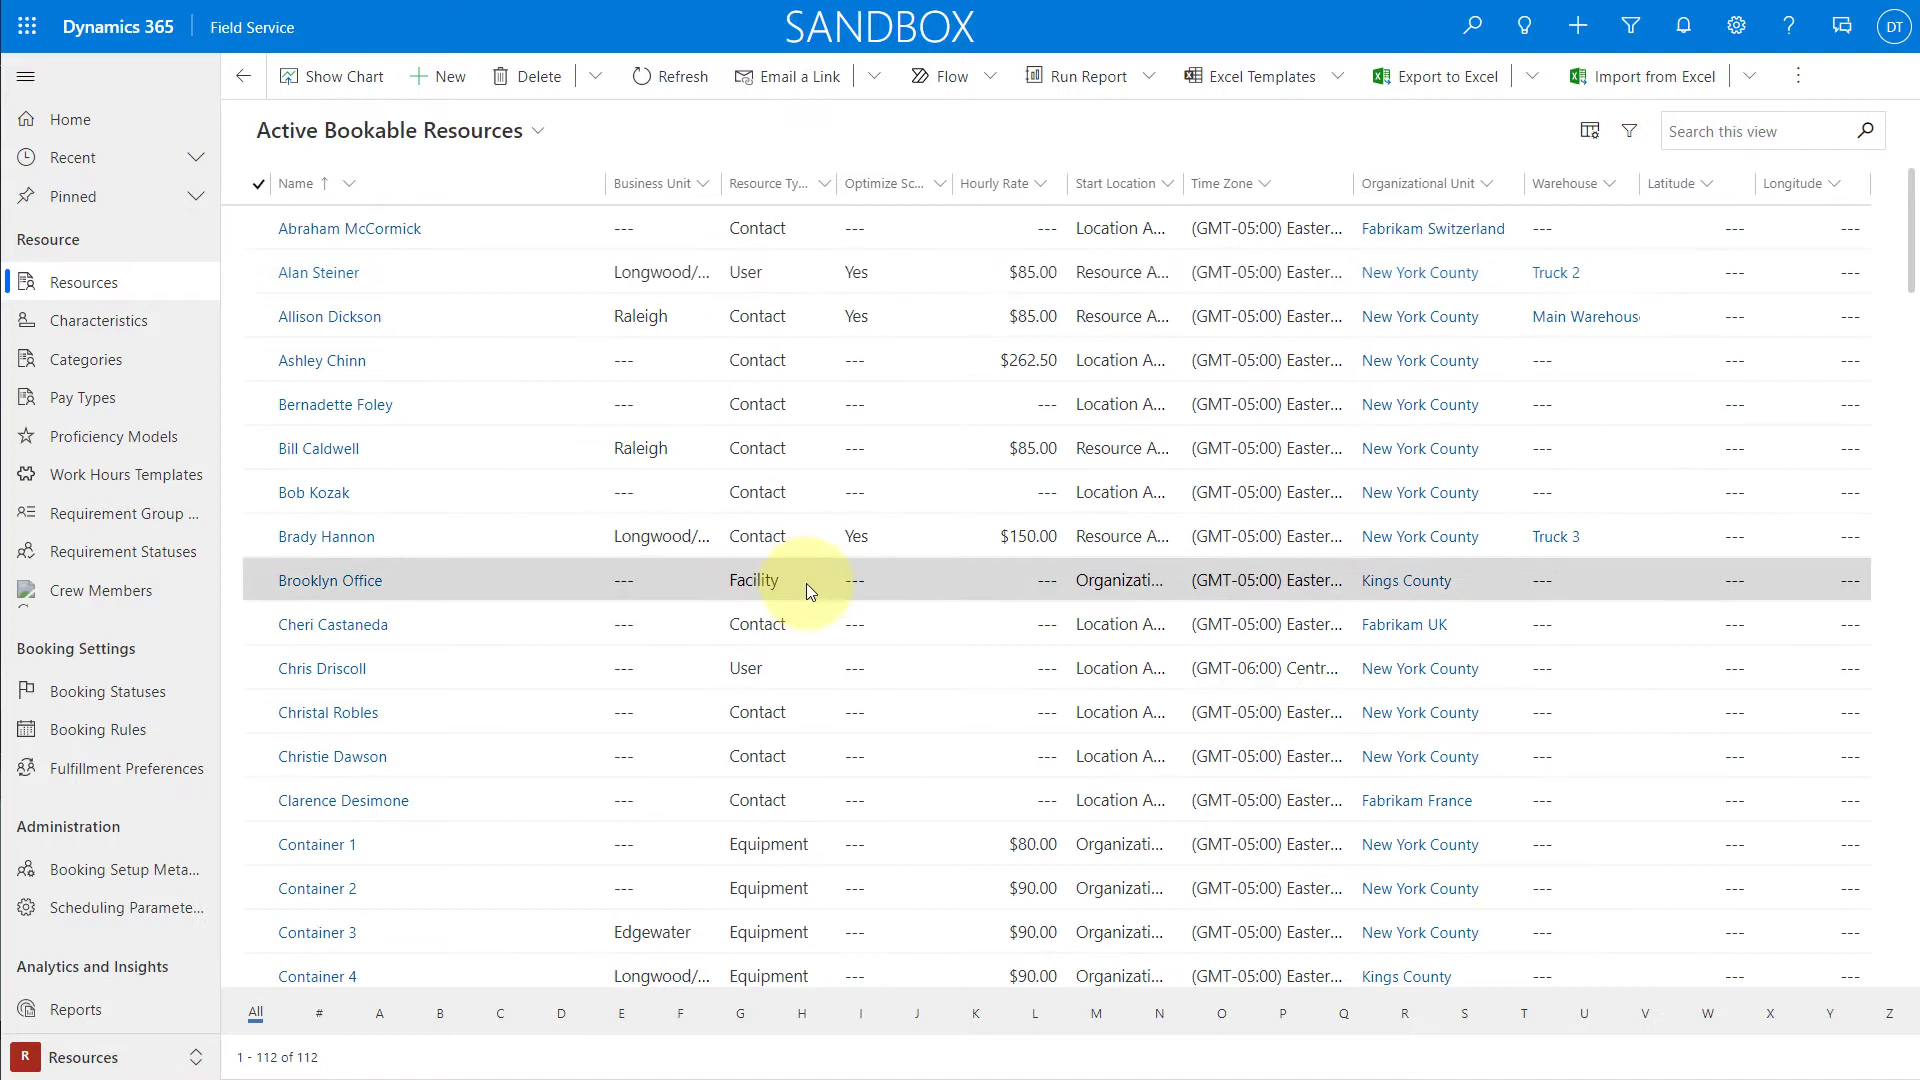 Dynamics 365 Field Service SANDBOX DT
Show Chart New Delete Refresh Email a Link Flow Run Report Excel Templates Export to Excel Import from Excel
Home
Recent
Pinned
Resource
Resources
Characteristics
Categories
Pay Types
Proficiency Models
Work Hours Templates
Requirement Group ...
Requirement Statuses
Crew Members
Booking Settings
Booking Statuses
Booking Rules
Fulfillment Preferences
Administration
Booking Setup Meta...
Scheduling Paramete...
Analytics and Insights
Reports
R Resources
Active Bookable Resources Search this view
Name ↑ Business Unit Resource Ty... Optimize Sc... Hourly Rate Start Location Time Zone Organizational Unit Warehouse Latitude Longitude
Abraham McCormick --- Contact --- --- Location A... (GMT-05:00) Easter... Fabrikam Switzerland --- --- ---
Alan Steiner Longwood/... User Yes $85.00 Resource A... (GMT-05:00) Easter... New York County Truck 2 --- ---
Allison Dickson Raleigh Contact Yes $85.00 Resource A... (GMT-05:00) Easter... New York County Main Warehouse --- ---
Ashley Chinn --- Contact --- $262.50 Location A... (GMT-05:00) Easter... New York County --- --- ---
Bernadette Foley --- Contact --- --- Location A... (GMT-05:00) Easter... New York County --- --- ---
Bill Caldwell Raleigh Contact --- $85.00 Resource A... (GMT-05:00) Easter... New York County --- --- ---
Bob Kozak --- Contact --- --- Location A... (GMT-05:00) Easter... New York County --- --- ---
Brady Hannon Longwood/... Contact Yes $150.00 Resource A... (GMT-05:00) Easter... New York County Truck 3 --- ---
Brooklyn Office --- Facility --- --- Organizati... (GMT-05:00) Easter... Kings County --- --- ---
Cheri Castaneda --- Contact --- --- Location A... (GMT-05:00) Easter... Fabrikam UK --- --- ---
Chris Driscoll --- User --- --- Location A... (GMT-06:00) Centr... New York County --- --- ---
Christal Robles --- Contact --- --- Location A... (GMT-05:00) Easter... New York County --- --- ---
Christie Dawson --- Contact --- --- Location A... (GMT-05:00) Easter... New York County --- --- ---
Clarence Desimone --- Contact --- --- Location A... (GMT-05:00) Easter... Fabrikam France --- --- ---
Container 1 --- Equipment --- $80.00 Organizati... (GMT-05:00) Easter... New York County --- --- ---
Container 2 --- Equipment --- $90.00 Organizati... (GMT-05:00) Easter... New York County --- --- ---
Container 3 Edgewater Equipment --- $90.00 Organizati... (GMT-05:00) Easter... New York County --- --- ---
Container 4 Longwood/... Equipment --- $90.00 Organizati... (GMT-05:00) Easter... Kings County --- --- ---
All # A B C D E F G H I J K L M N O P Q R S T U V W X Y Z
1 - 112 of 112